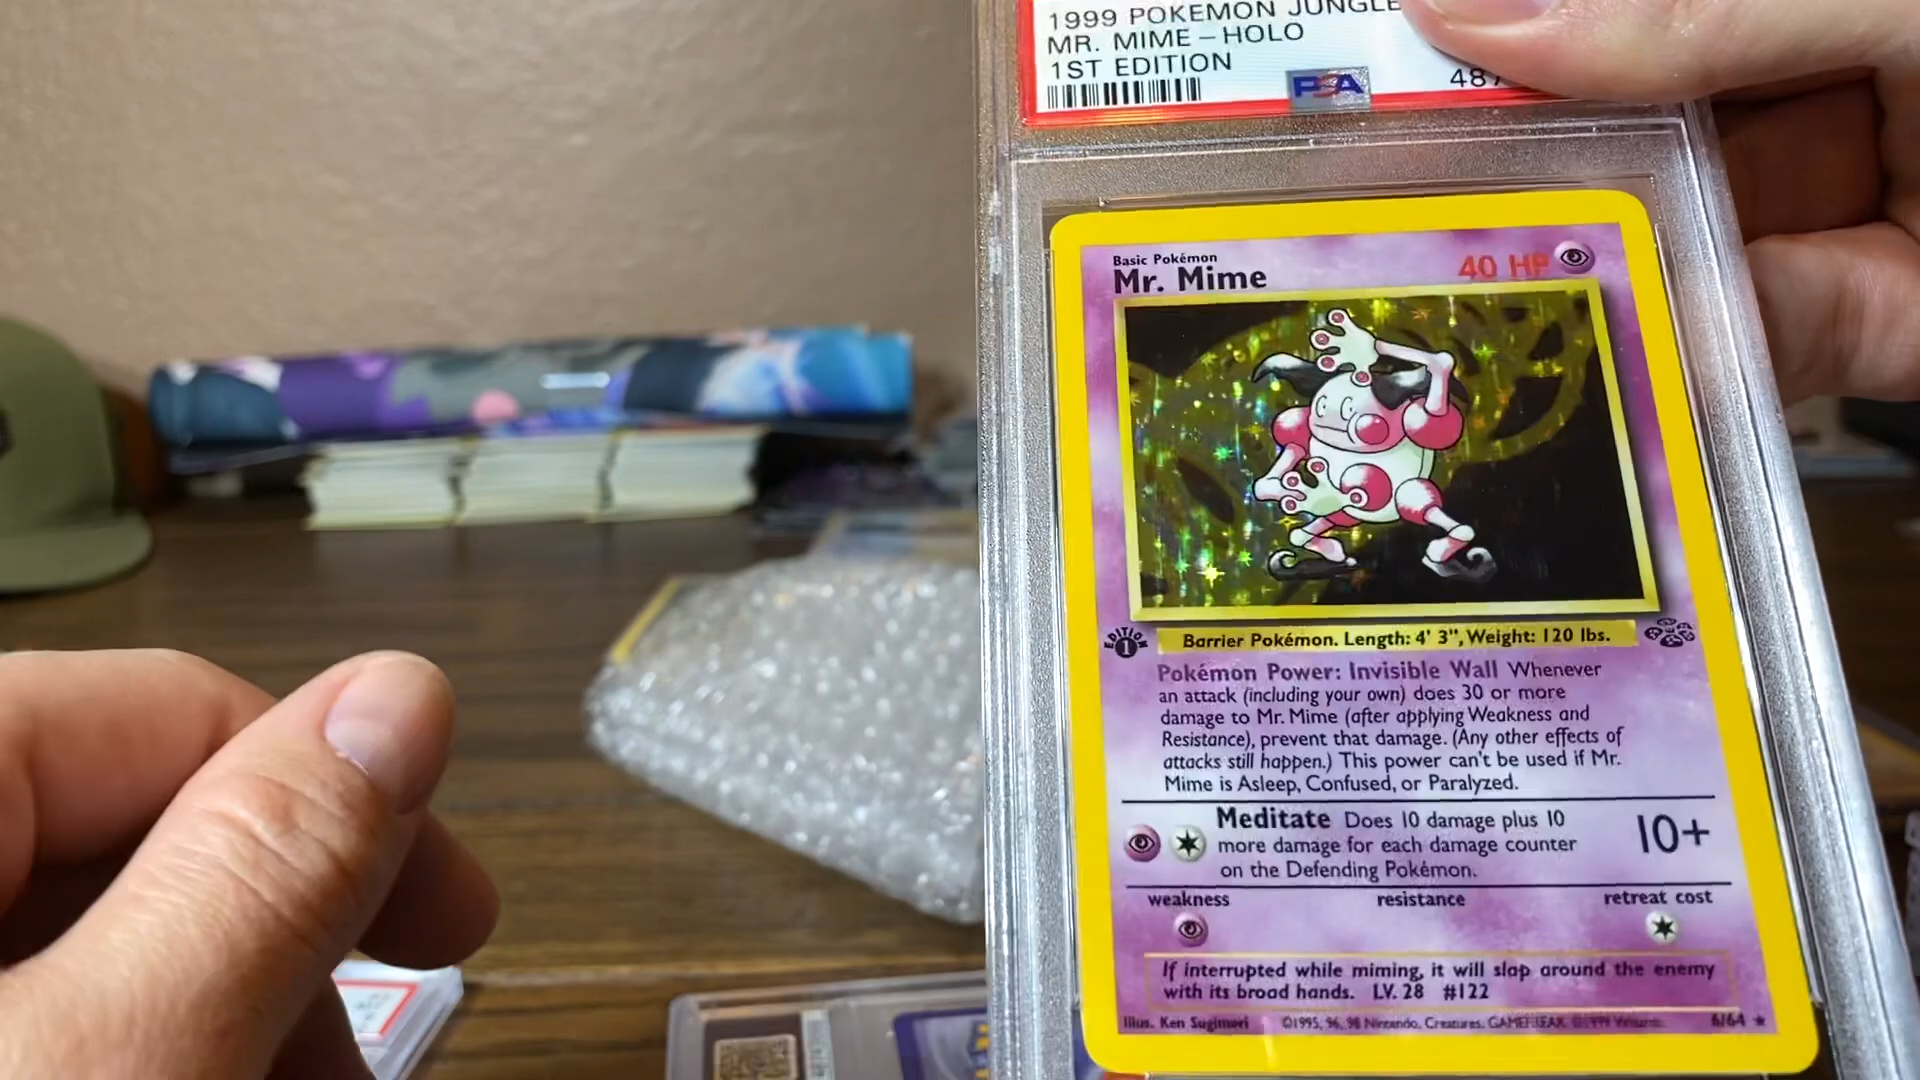 1999 POKEMON JUNGLE
MR. MIME – HOLO
1ST EDITION
PSA
487
Basic Pokémon
Mr. Mime
40 HP
EDITION
1
Barrier Pokémon. Length: 4' 3", Weight: 120 lbs.
Pokémon Power: Invisible Wall Whenever
an attack (including your own) does 30 or more
damage to Mr. Mime (after applying Weakness and
Resistance), prevent that damage. (Any other effects of
attacks still happen.) This power can't be used if Mr.
Mime is Asleep, Confused, or Paralyzed.
Meditate Does 10 damage plus 10
more damage for each damage counter
on the Defending Pokémon.
10+
weakness
resistance
retreat cost
If interrupted while miming, it will slap around the enemy
with its broad hands. LV. 28 #122
Illus. Ken Sugimori
©1995, 96, 98 Nintendo, Creatures, GAMEFREAK. ©1999 Wizards.
6/64 ★